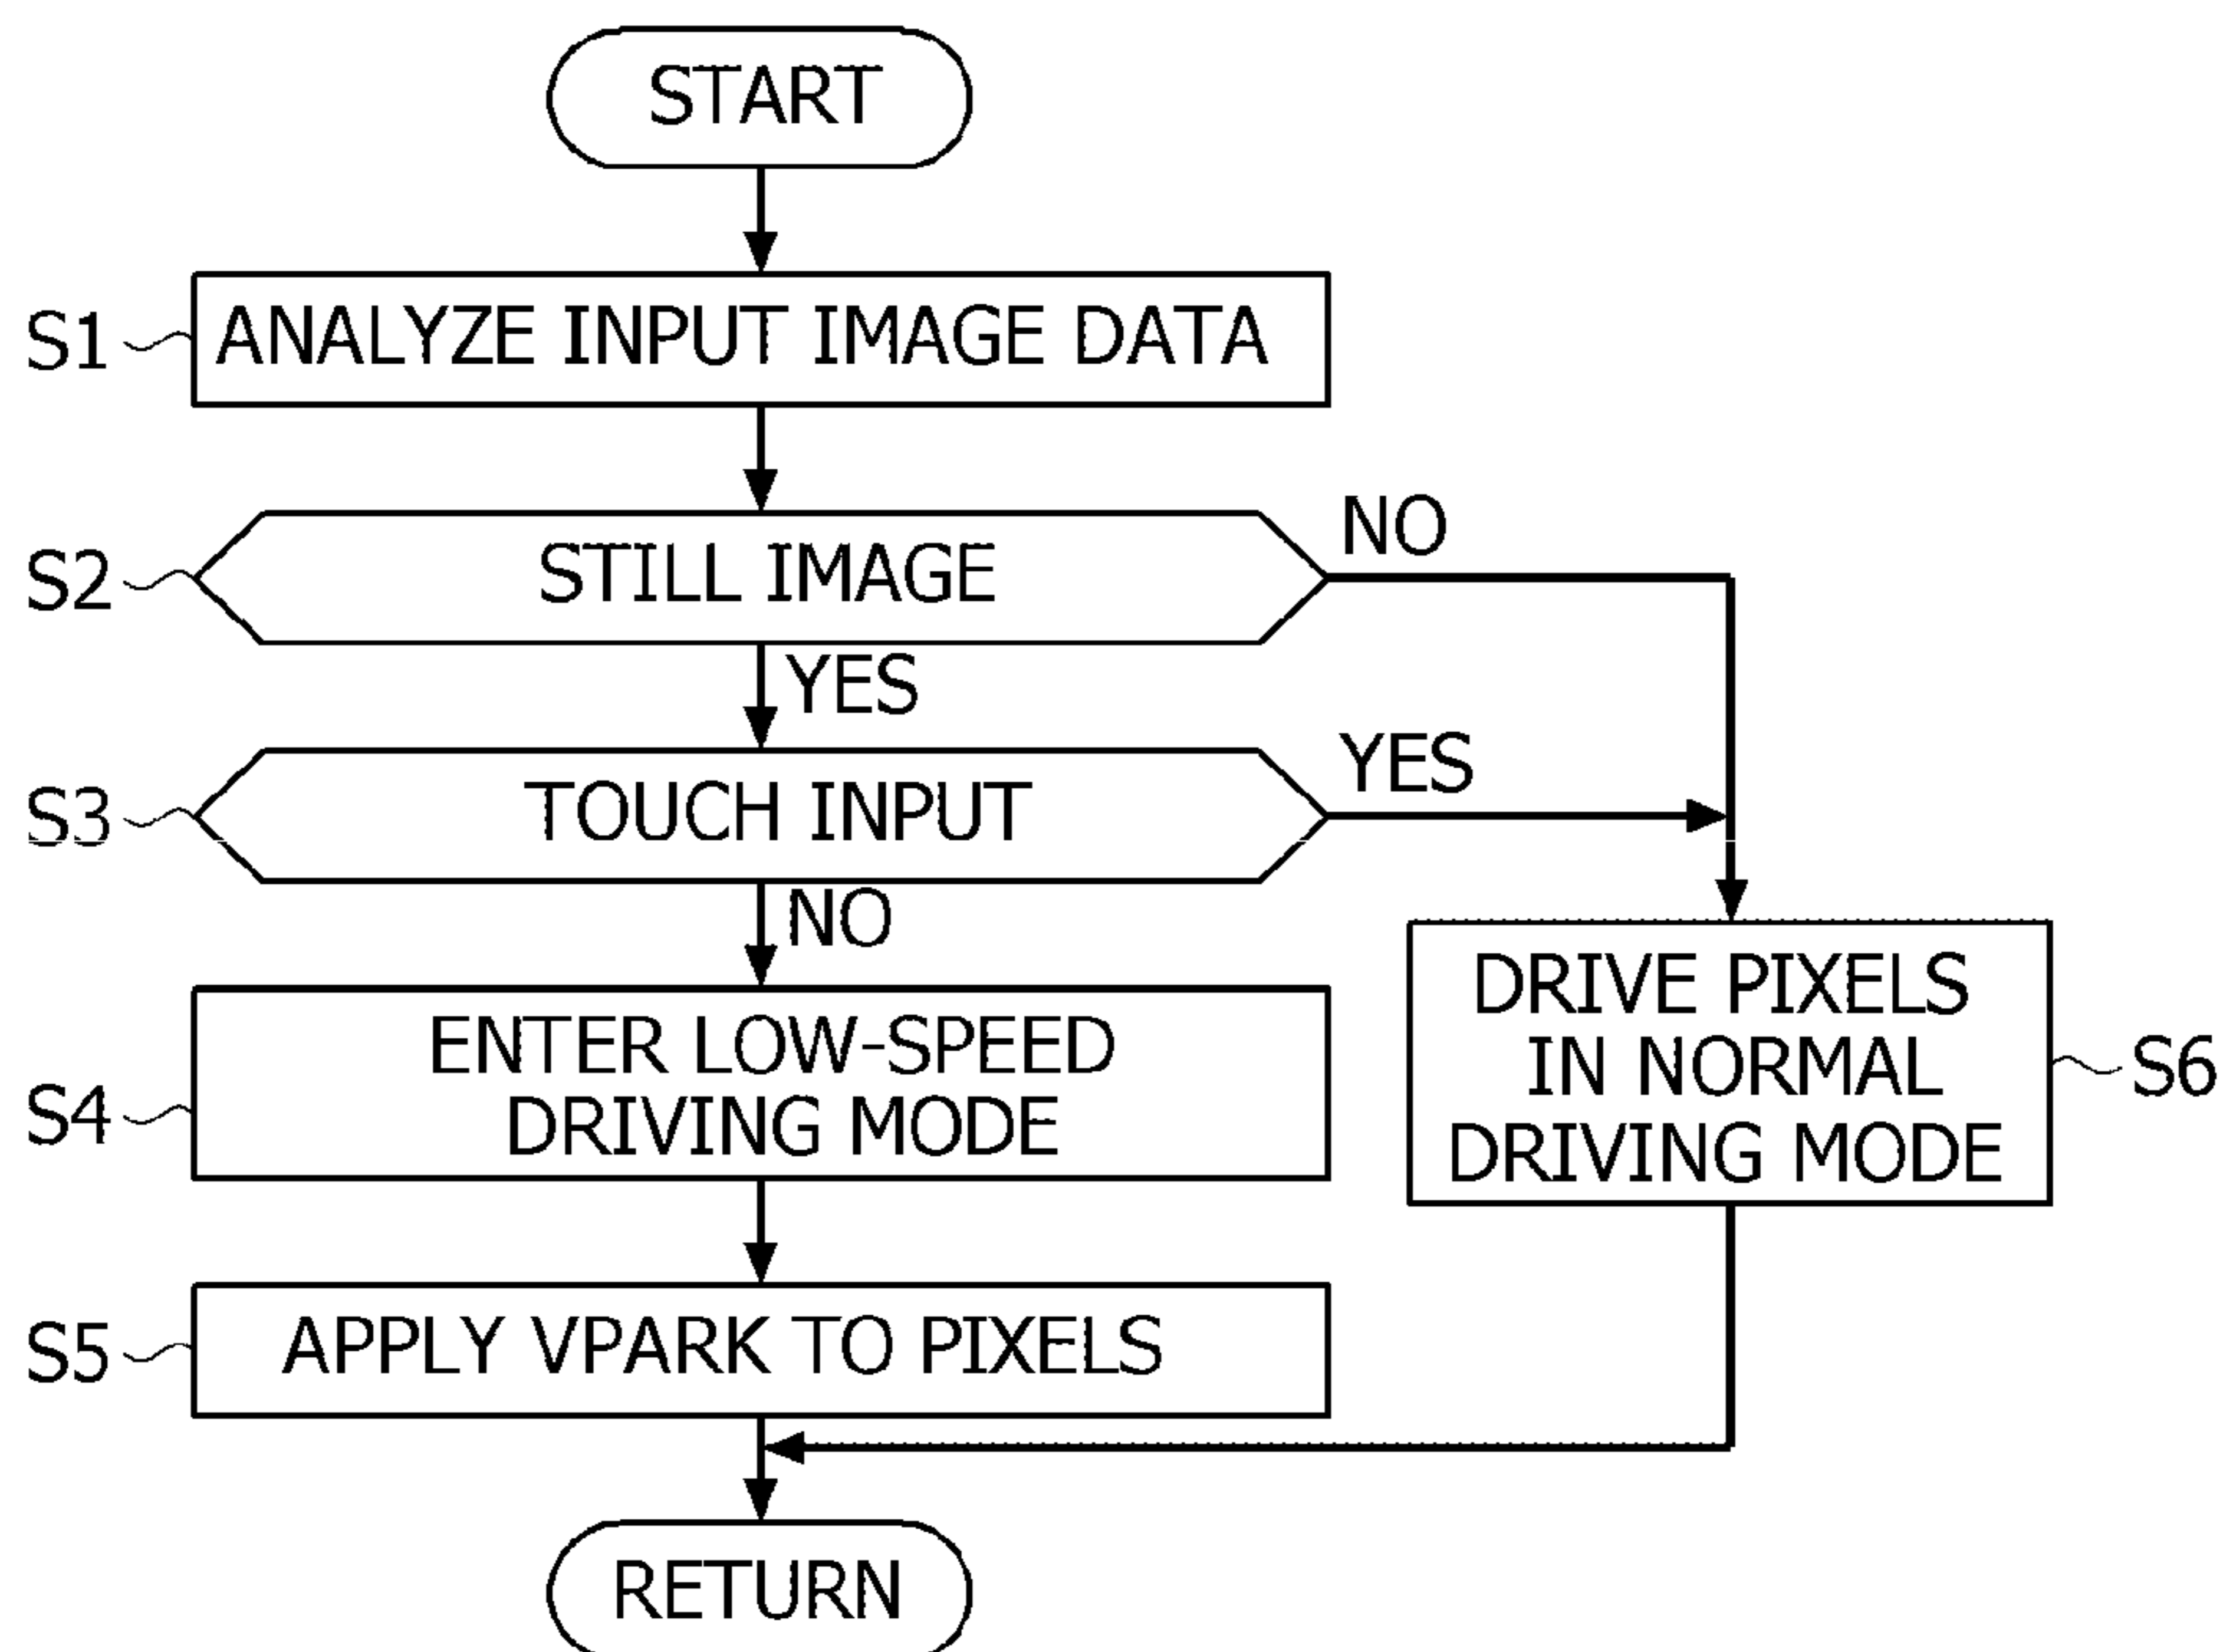 START
S1
ANALYZE INPUT IMAGE DATA
S2
STILL IMAGE
NO
YES
S3
TOUCH INPUT
YES
NO
S4
ENTER LOW-SPEED
DRIVING MODE
DRIVE PIXELS
IN NORMAL
DRIVING MODE
S6
S5
APPLY VPARK TO PIXELS
RETURN